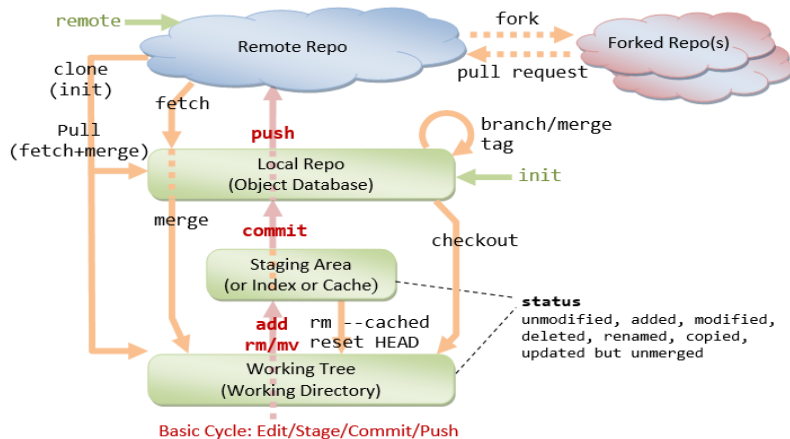 remote
Remote Repo
fork
Forked Repo(s)
pull request
clone
(init)
fetch
Pull
(fetch+merge)
push
branch/merge
tag
Local Repo
(Object Database)
init
merge
commit
checkout
Staging Area
(or Index or Cache)
status
unmodified, added, modified,
deleted, renamed, copied,
updated but unmerged
add
rm/mv
rm --cached
reset HEAD
Working Tree
(Working Directory)
Basic Cycle: Edit/Stage/Commit/Push